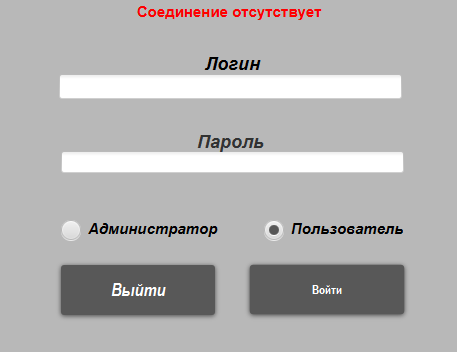 Соединение отсутствует
Логин
Пароль
Администратор Пользователь
Выйти Войти